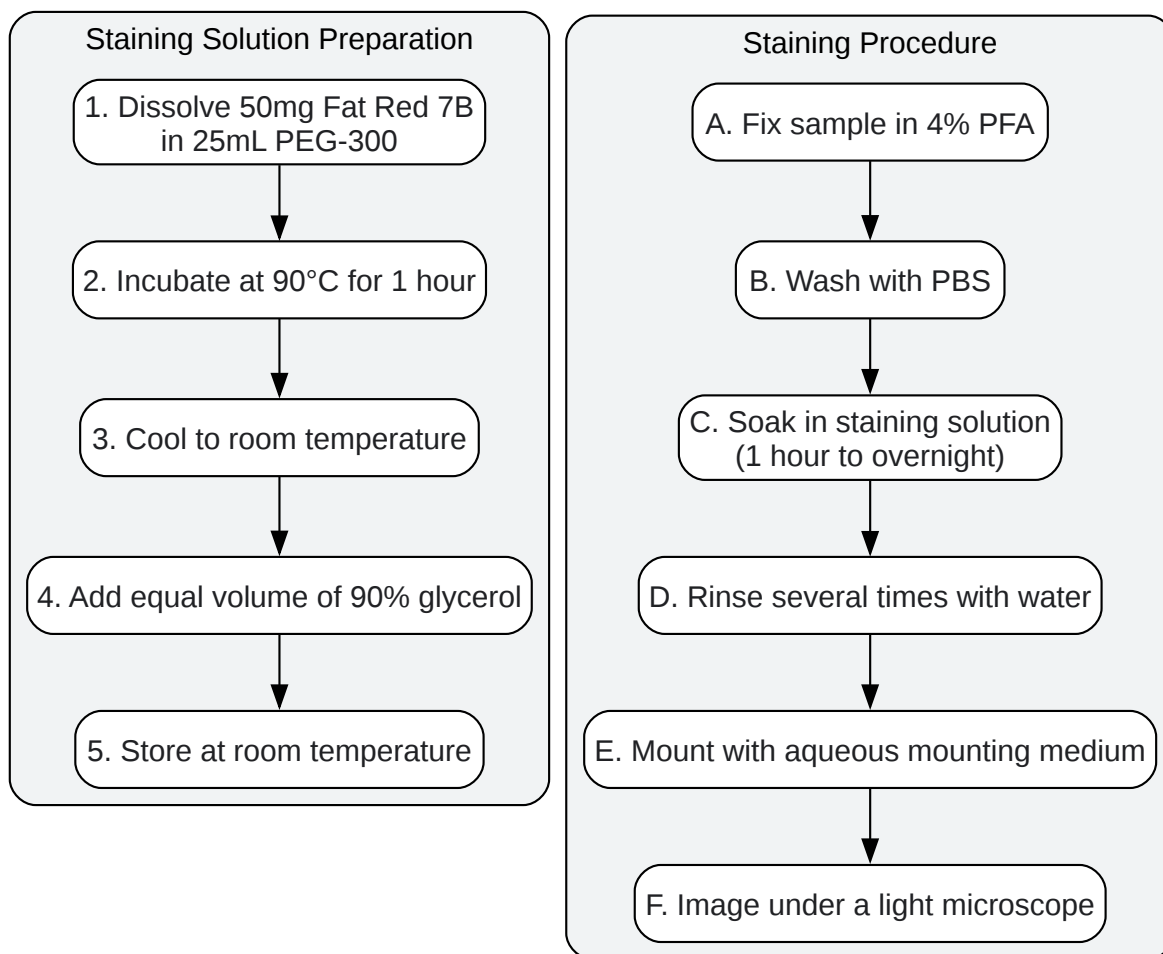 Staining Solution Preparation
1. Dissolve 50mg Fat Red 7B
in 25mL PEG-300
2. Incubate at 90°C for 1 hour
3. Cool to room temperature
4. Add equal volume of 90% glycerol
5. Store at room temperature
Staining Procedure
A. Fix sample in 4% PFA
B. Wash with PBS
C. Soak in staining solution
(1 hour to overnight)
D. Rinse several times with water
E. Mount with aqueous mounting medium
F. Image under a light microscope